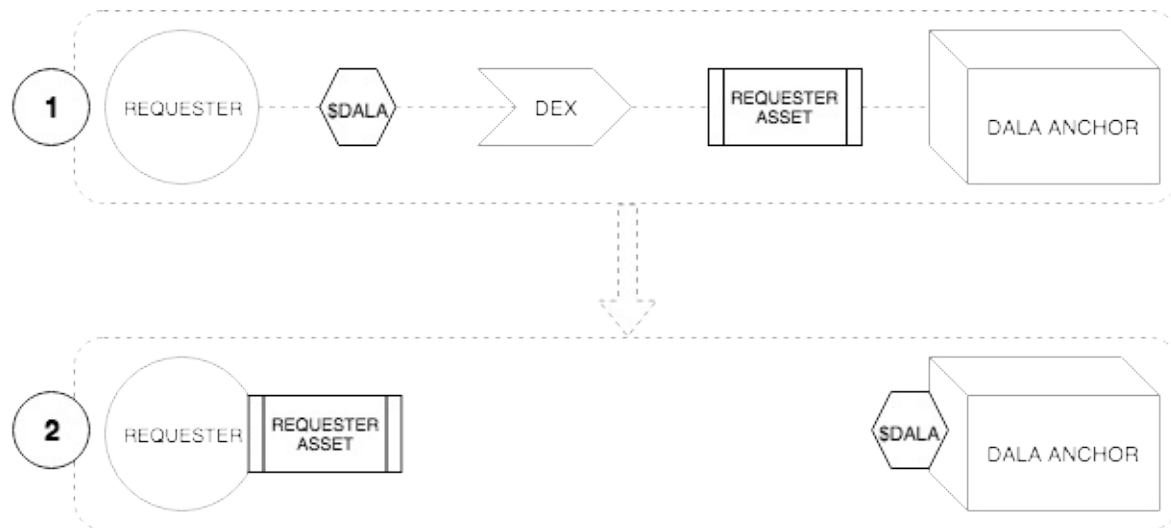 1
REQUESTER
$DALA
DEX
REQUESTER
ASSET
DALA ANCHOR
2
REQUESTER
REQUESTER
ASSET
$DALA
DALA ANCHOR